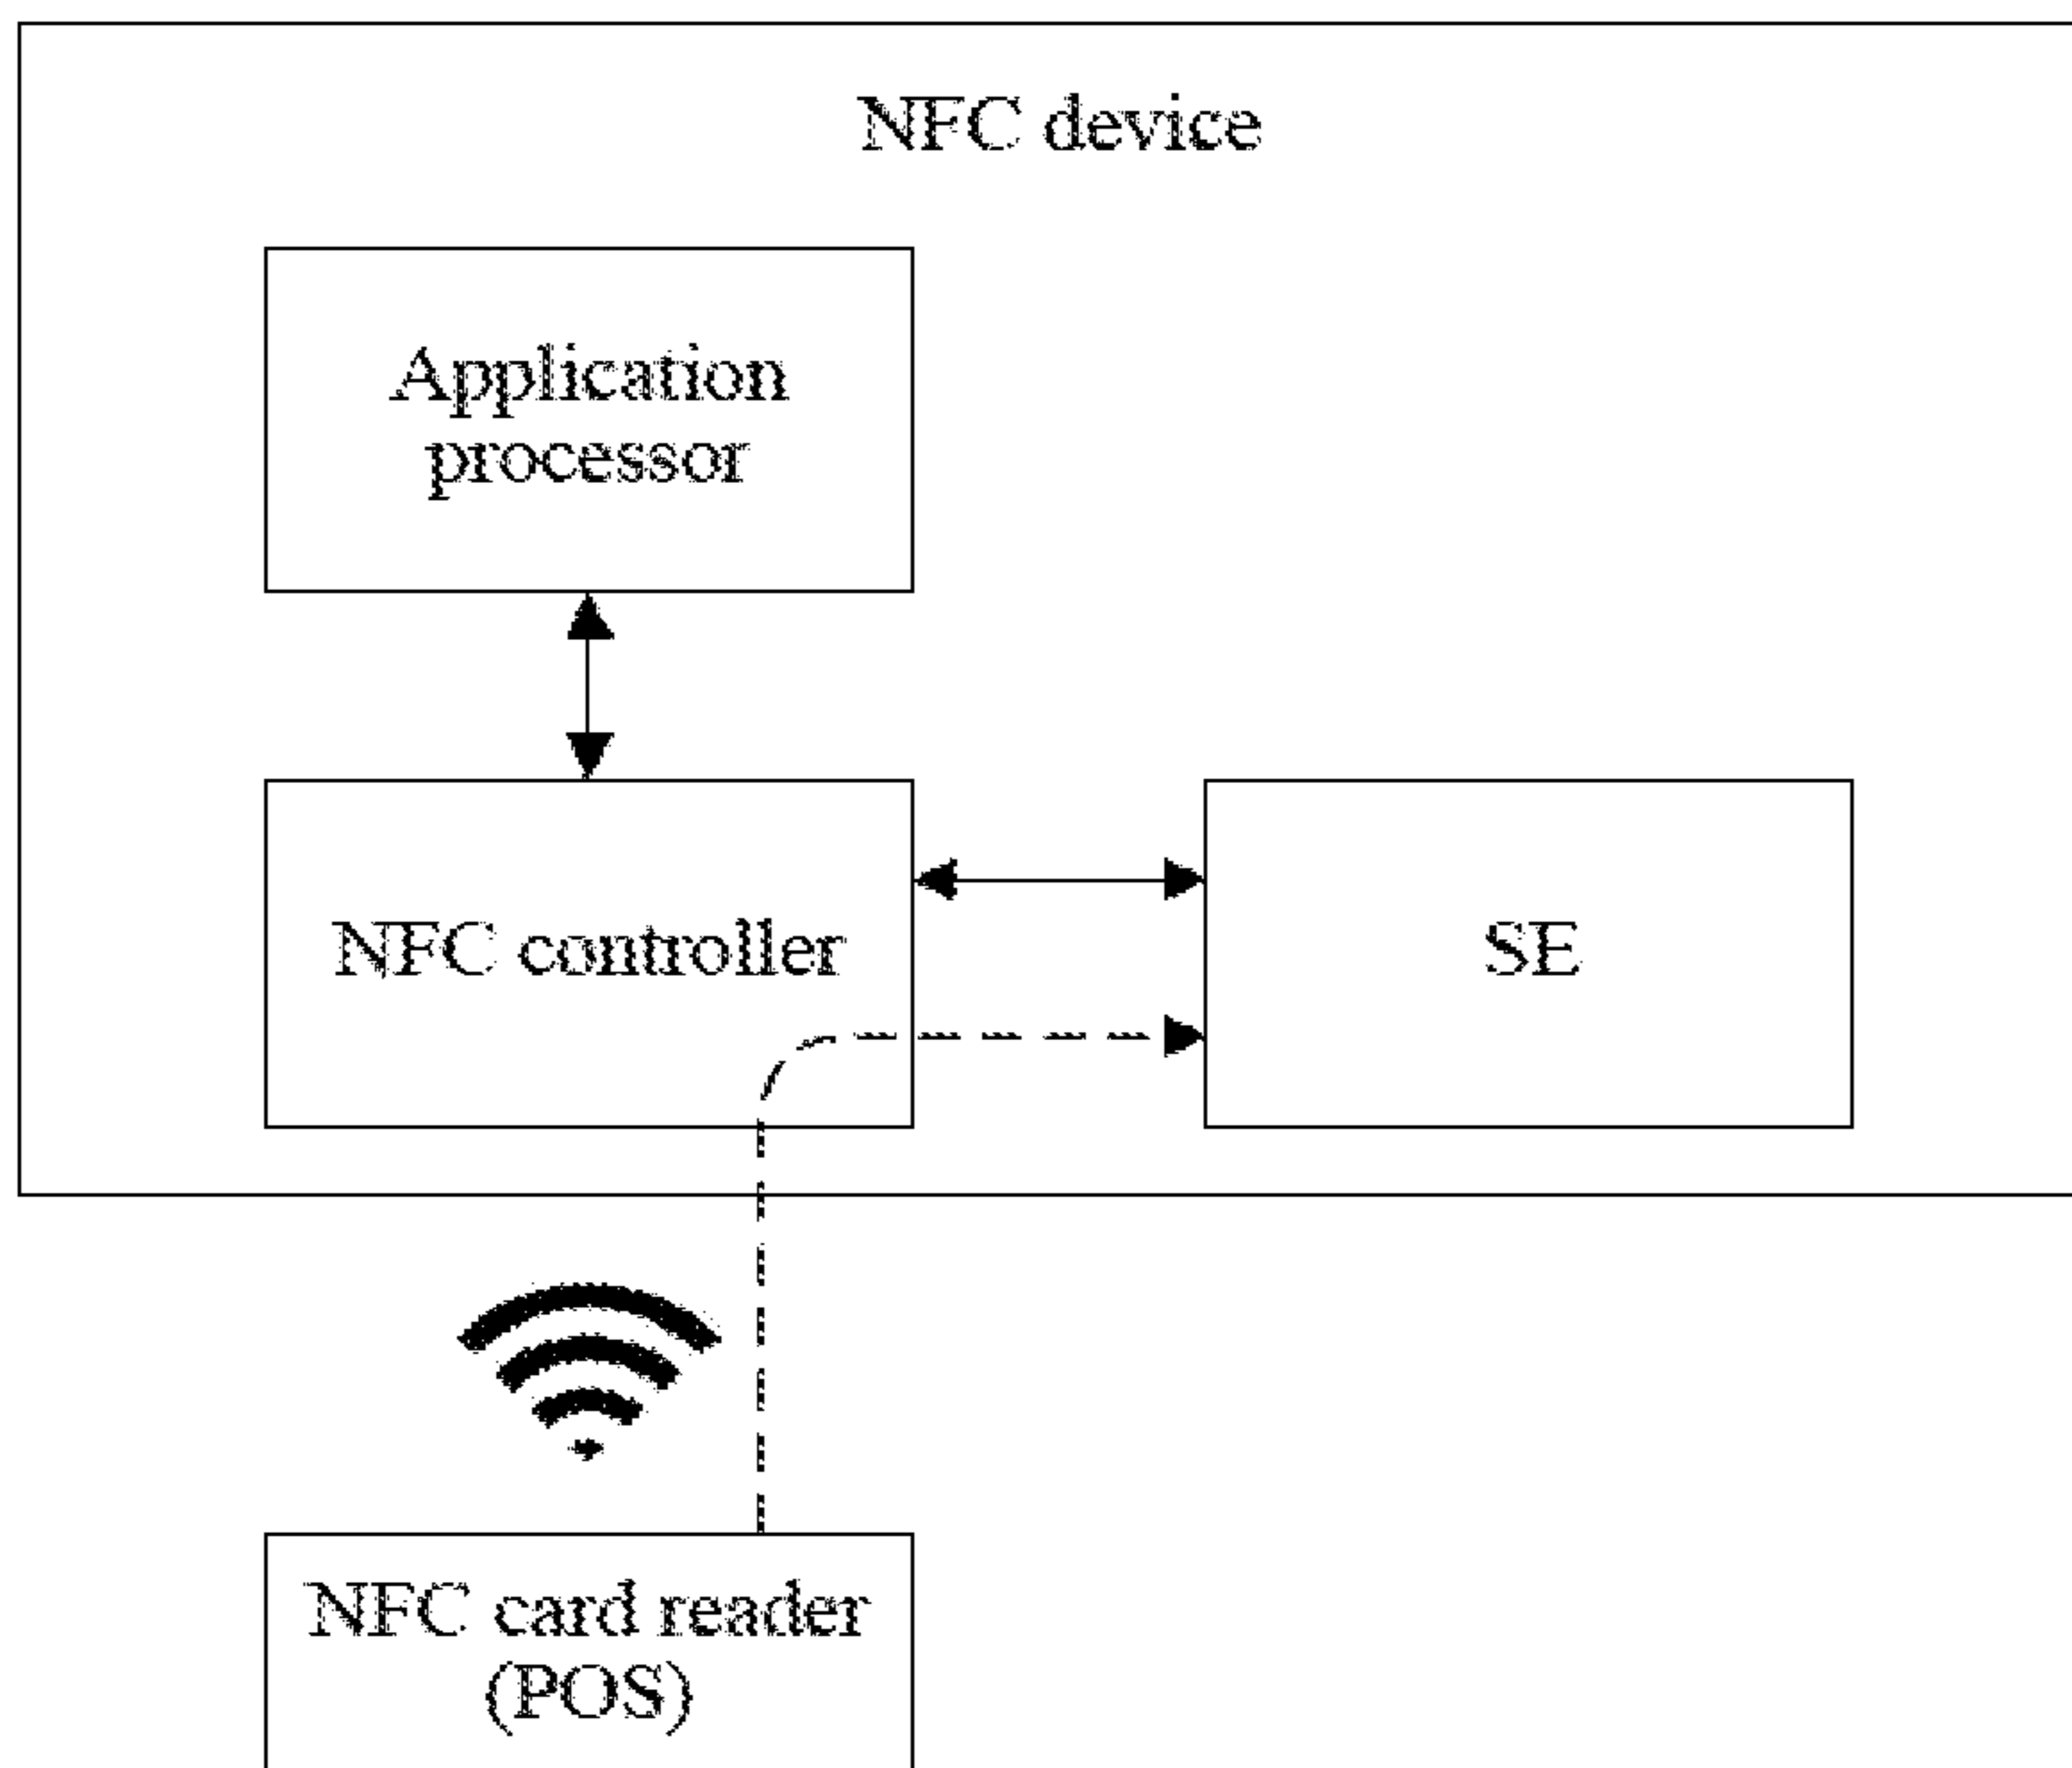 NFC device
Application
processor
NFC controller
SE
NFC card reader
(POS)